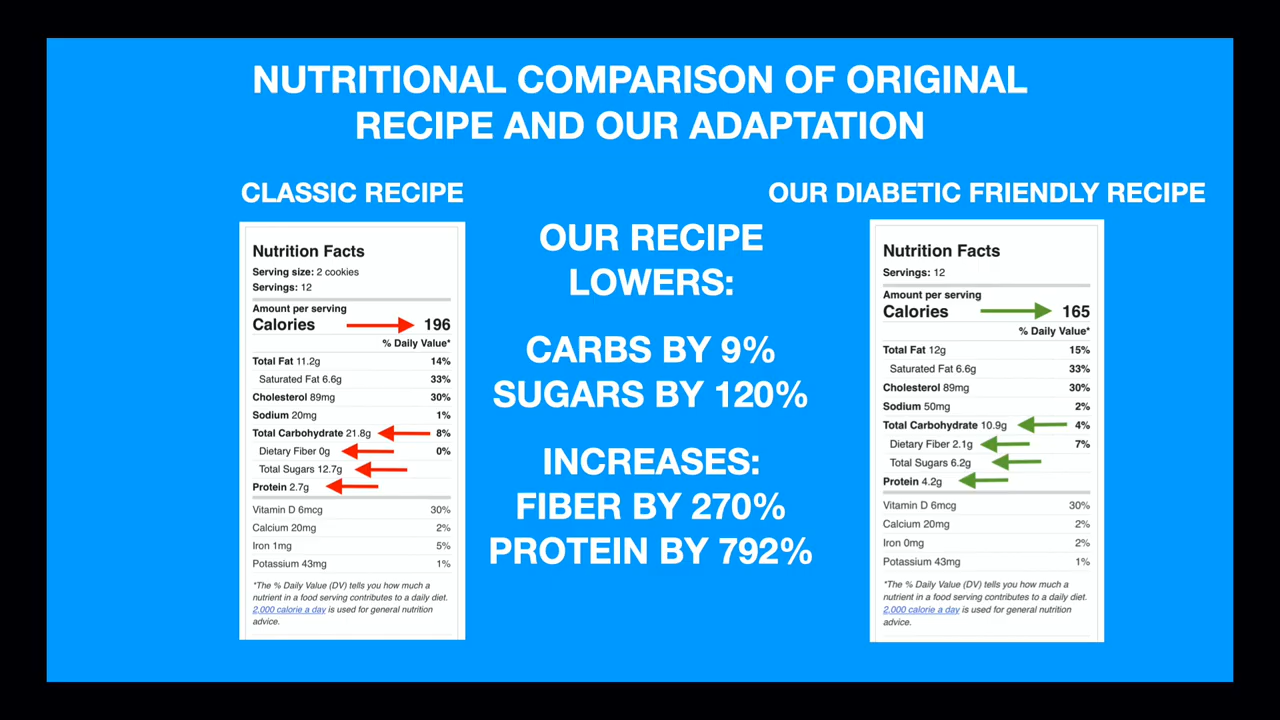 NUTRITIONAL COMPARISON OF ORIGINAL
RECIPE AND OUR ADAPTATION
CLASSIC RECIPE
Nutrition Facts
Serving size: 2 cookies
Servings: 12
Amount per serving
Calories 196
% Daily Value*
Total Fat 11.2g 14%
Saturated Fat 6.6g 33%
Cholesterol 89mg 30%
Sodium 20mg 1%
Total Carbohydrate 21.8g 8%
Dietary Fiber 0g 0%
Total Sugars 12.7g
Protein 2.7g
Vitamin D 6mcg 30%
Calcium 20mg 2%
Iron 1mg 5%
Potassium 43mg 1%
*The % Daily Value (DV) tells you how much a
nutrient in a food serving contributes to a daily diet.
2,000 calorie a day is used for general nutrition
advice.
OUR RECIPE
LOWERS:
CARBS BY 9%
SUGARS BY 120%
INCREASES:
FIBER BY 270%
PROTEIN BY 792%
OUR DIABETIC FRIENDLY RECIPE
Nutrition Facts
Servings: 12
Amount per serving
Calories 165
% Daily Value*
Total Fat 12g 15%
Saturated Fat 6.6g 33%
Cholesterol 89mg 30%
Sodium 50mg 2%
Total Carbohydrate 10.9g 4%
Dietary Fiber 2.1g 7%
Total Sugars 6.2g
Protein 4.2g
Vitamin D 6mcg 30%
Calcium 20mg 2%
Iron 0mg 2%
Potassium 43mg 1%
*The % Daily Value (DV) tells you how much a
nutrient in a food serving contributes to a daily diet.
2,000 calorie a day is used for general nutrition
advice.